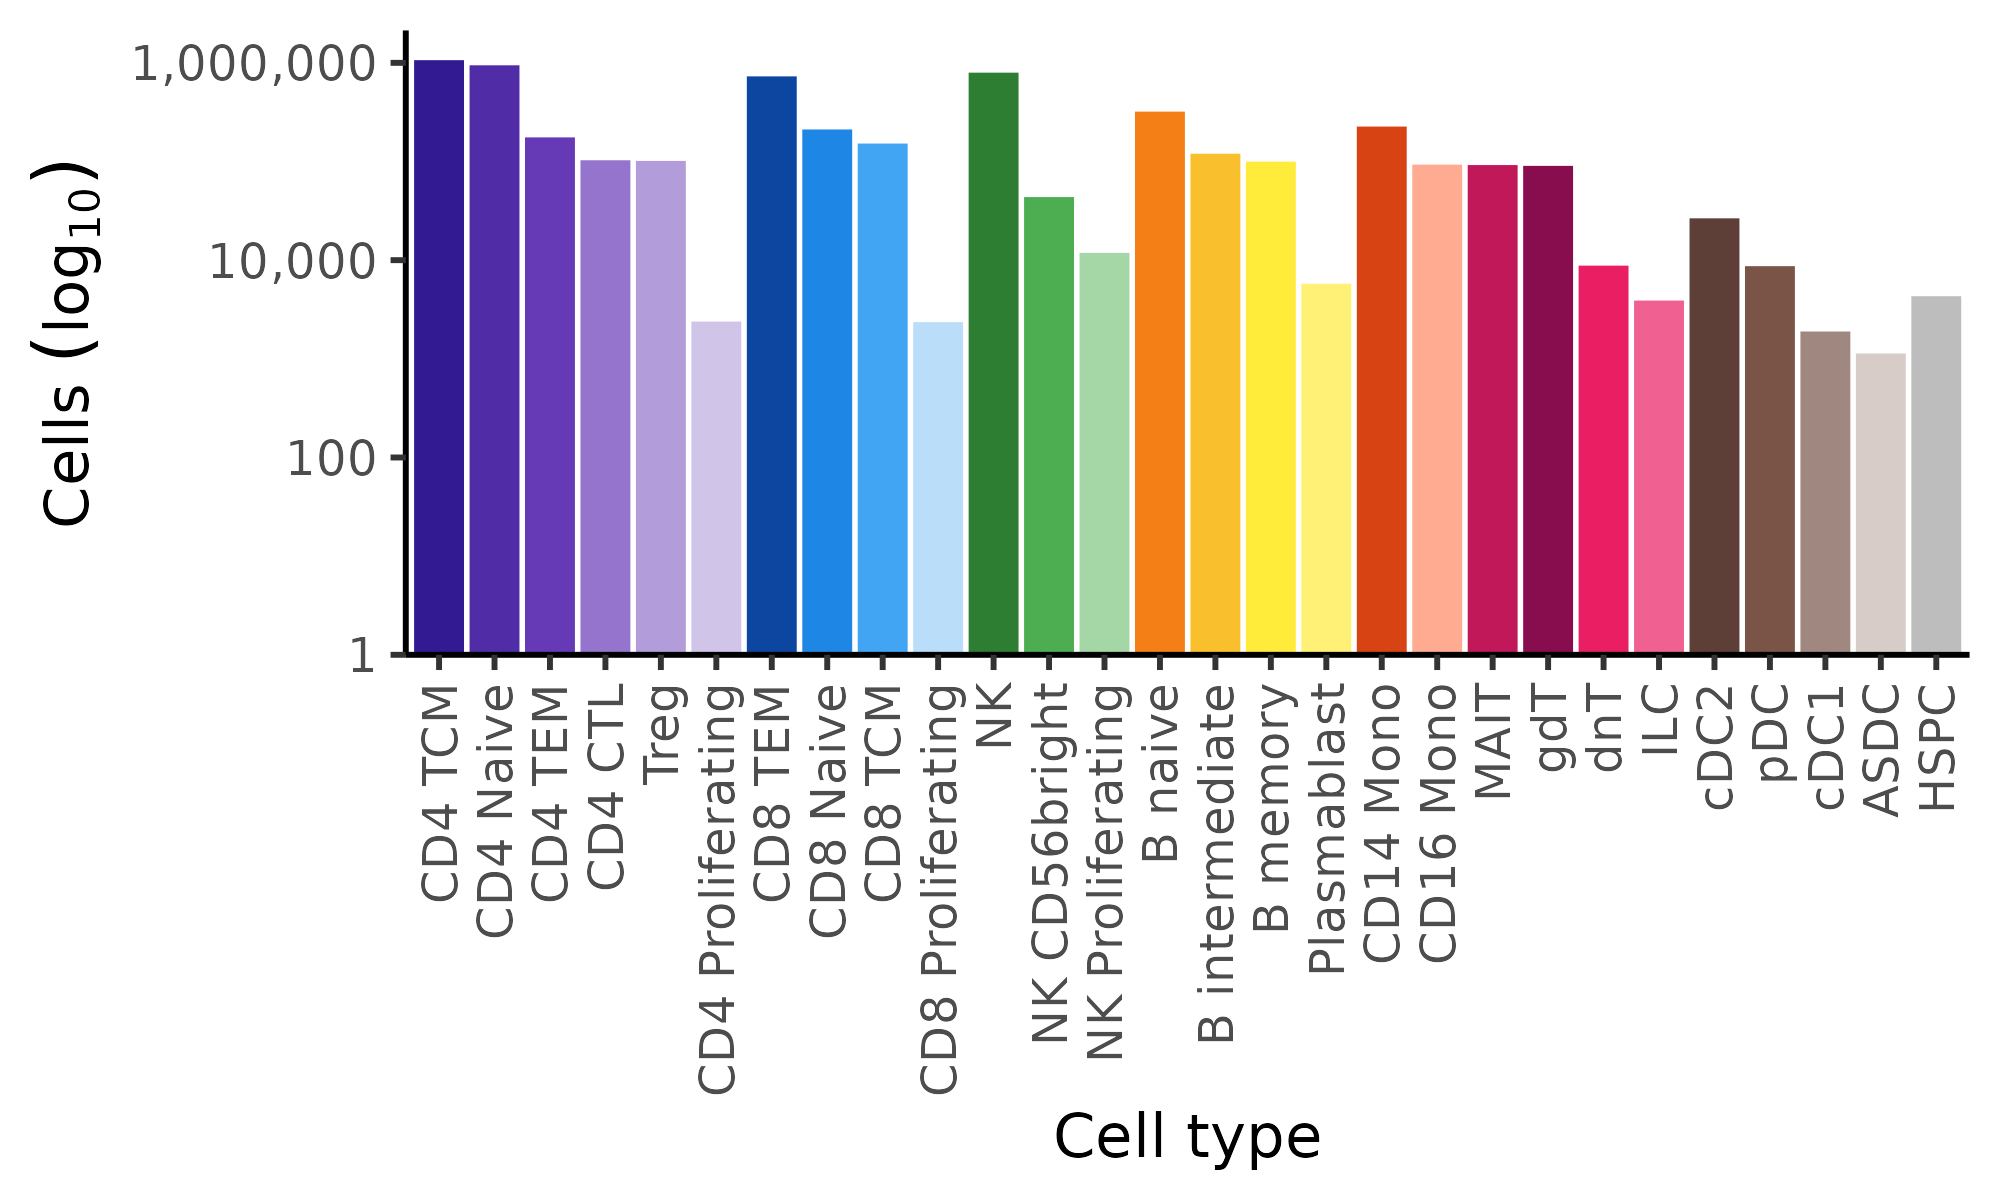 Cells (log10)
1,000,000
10,000
100
1
CD4 TCM
CD4 Naive
CD4 TEM
CD4 CTL
Treg
CD4 Proliferating
CD8 TEM
CD8 Naive
CD8 TCM
CD8 Proliferating
NK
NK CD56bright
NK Proliferating
B naive
B intermediate
B memory
Plasmablast
CD14 Mono
CD16 Mono
MAIT
gdT
dnT
ILC
cDC2
pDC
cDC1
ASDC
HSPC
Cell type